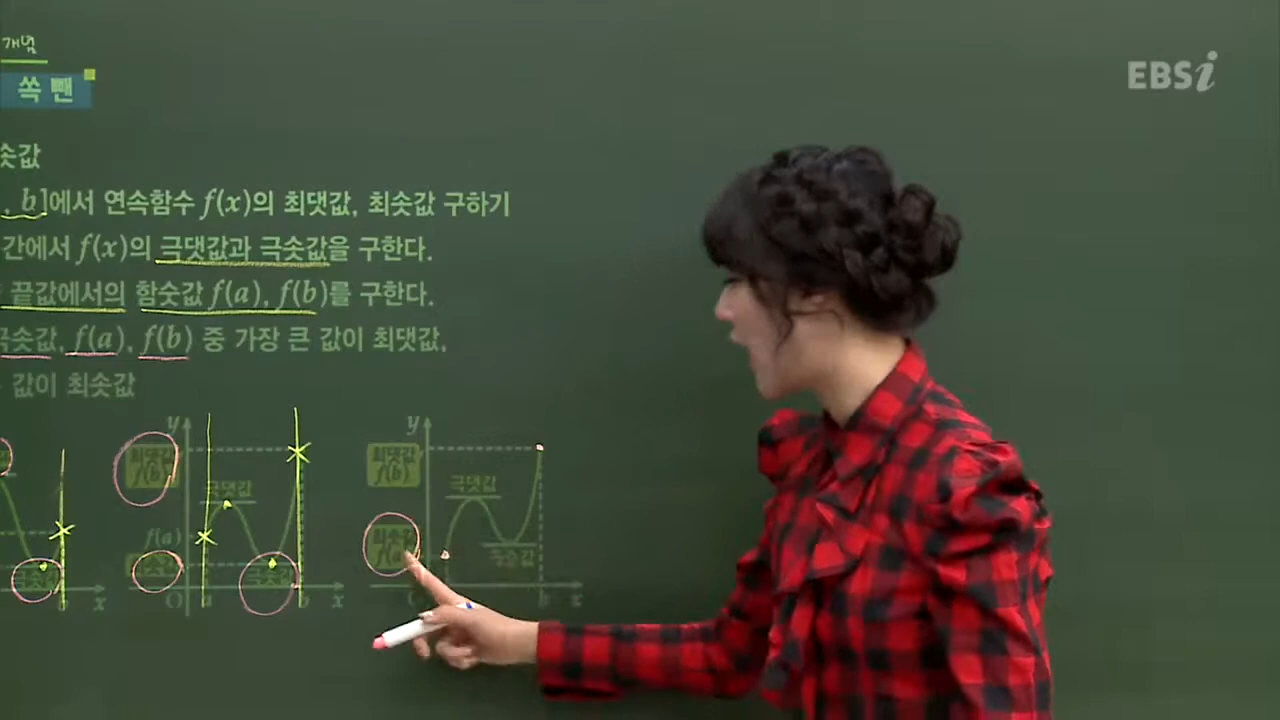 개념
EBSi
쏙 뺀
솟값
, b]에서 연속함수 f(x)의 최댓값, 최솟값 구하기
간에서 f(x)의 극댓값과 극솟값을 구한다.
끝값에서의 함숫값 f(a), f(b)를 구한다.
극솟값, f(a), f(b) 중 가장 큰 값이 최댓값,
값이 최솟값
y
최댓값 f(b)
극댓값
f(a)
극솟값
O a b x
y
최댓값 f(b)
극댓값
최솟값
극솟값
b x
x